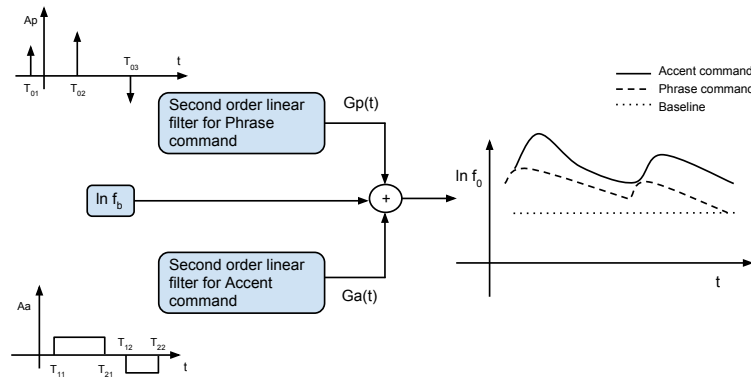 Ap
t
T01
T02
T03
Second order linear
filter for Phrase
command
Gp(t)
ln fb
+
Second order linear
filter for Accent
command
Ga(t)
Aa
T11
T21
T12
T22
t
Accent command
Phrase command
Baseline
ln f0
t